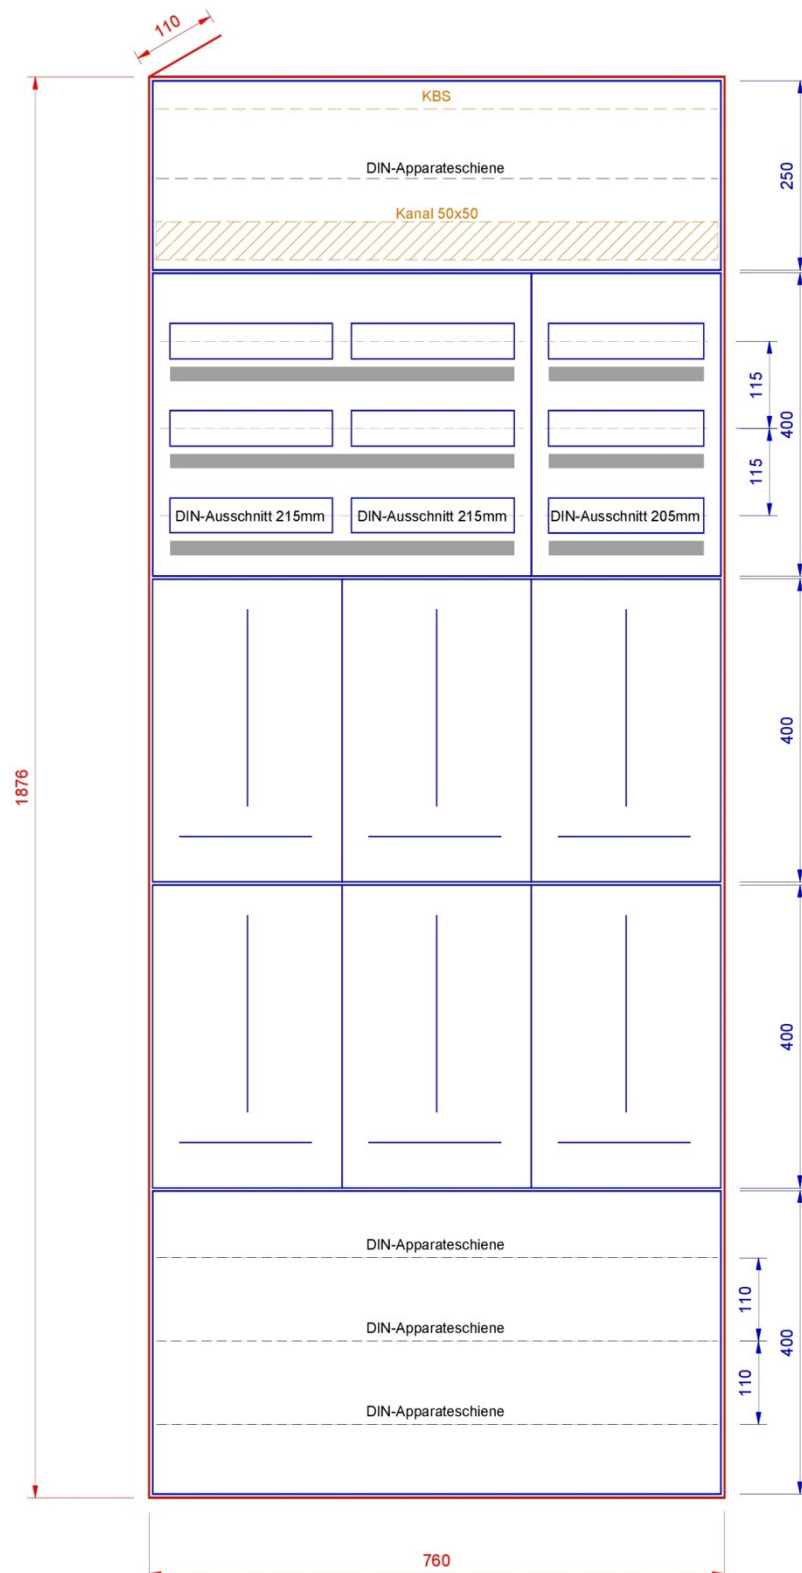 110
KBS
DIN-Apparateschiene
250
Kanal 50x50
115
400
115
DIN-Ausschnitt 215mm DIN-Ausschnitt 215mm DIN-Ausschnitt 205mm
400
1876
400
DIN-Apparateschiene
110
DIN-Apparateschiene
400
110
DIN-Apparateschiene
760